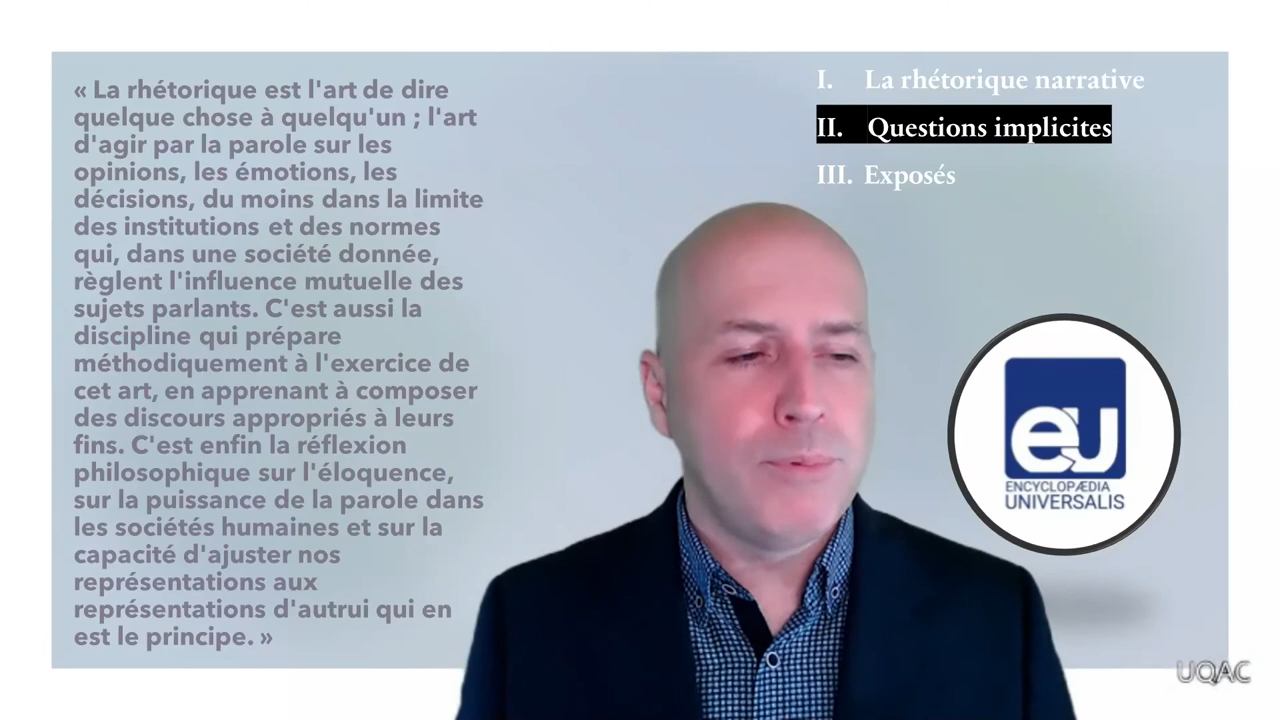 « La rhétorique est l'art de dire
quelque chose à quelqu'un ; l'art
d'agir par la parole sur les
opinions, les émotions, les
décisions, du moins dans la limite
des institutions et des normes
qui, dans une société donnée,
règlent l'influence mutuelle des
sujets parlants. C'est aussi la
discipline qui prépare
méthodiquement à l'exercice de
cet art, en apprenant à composer
des discours appropriés à leurs
fins. C'est enfin la réflexion
philosophique sur l'éloquence,
sur la puissance de la parole dans
les sociétés humaines et sur la
capacité d'ajuster nos
représentations aux
représentations d'autrui qui en
est le principe. »
I. La rhétorique narrative
II. Questions implicites
III. Exposés
eu
ENCYCLOPÆDIA
UNIVERSALIS
UQAC